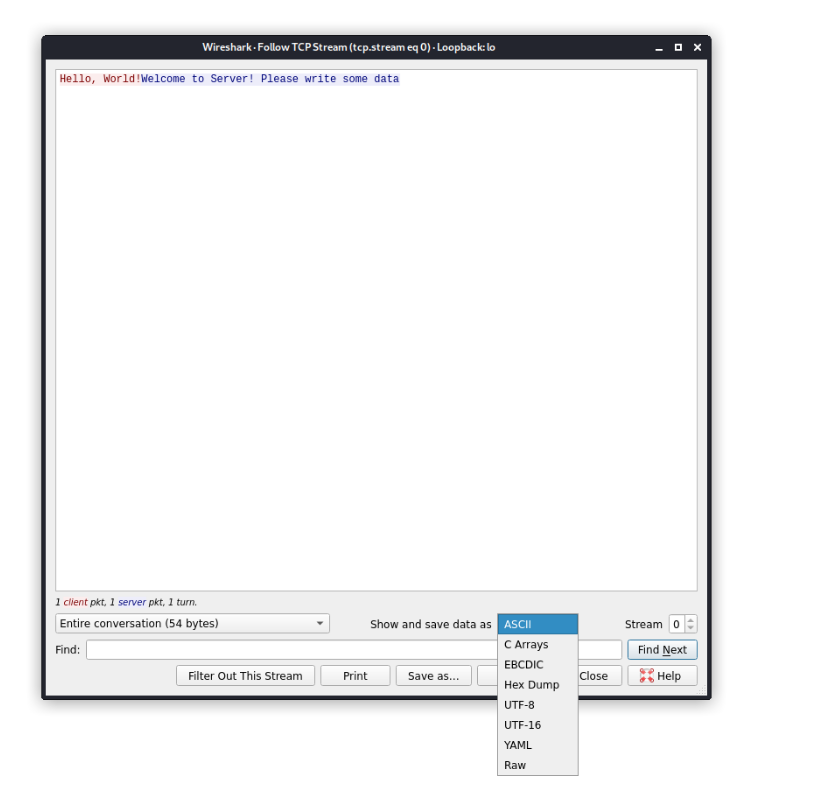 Wireshark · Follow TCP Stream (tcp.stream eq 0) · Loopback: lo
Hello, World!Welcome to Server! Please write some data
1 client pkt, 1 server pkt, 1 turn.
Entire conversation (54 bytes)
Show and save data as
ASCII
Stream
0
C Arrays
EBCDIC
Hex Dump
UTF-8
UTF-16
YAML
Raw
Find:
Find Next
Filter Out This Stream
Print
Save as...
Close
Help